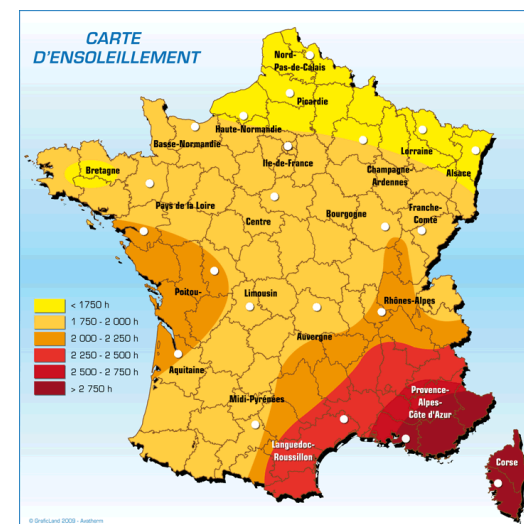 CARTE
D'ENSOLEILLEMENT
Nord-
Pas-de-Calais
Picardie
Haute-Normandie
Basse-Normandie
Ile-de-France
Lorraine
Champagne-
Ardennes
Alsace
Bretagne
Pays de la Loire
Centre
Bourgogne
Franche-
Comté
Poitou-
Limousin
Rhônes-Alpes
Auvergne
Aquitaine
Midi-Pyrénées
Languedoc-
Roussillon
Provence-
Alpes-
Côte d'Azur
Corse
< 1750 h
1 750 - 2 000 h
2 000 - 2 250 h
2 250 - 2 500 h
2 500 - 2 750 h
> 2 750 h
© GraficLand 2009 - Avatherm